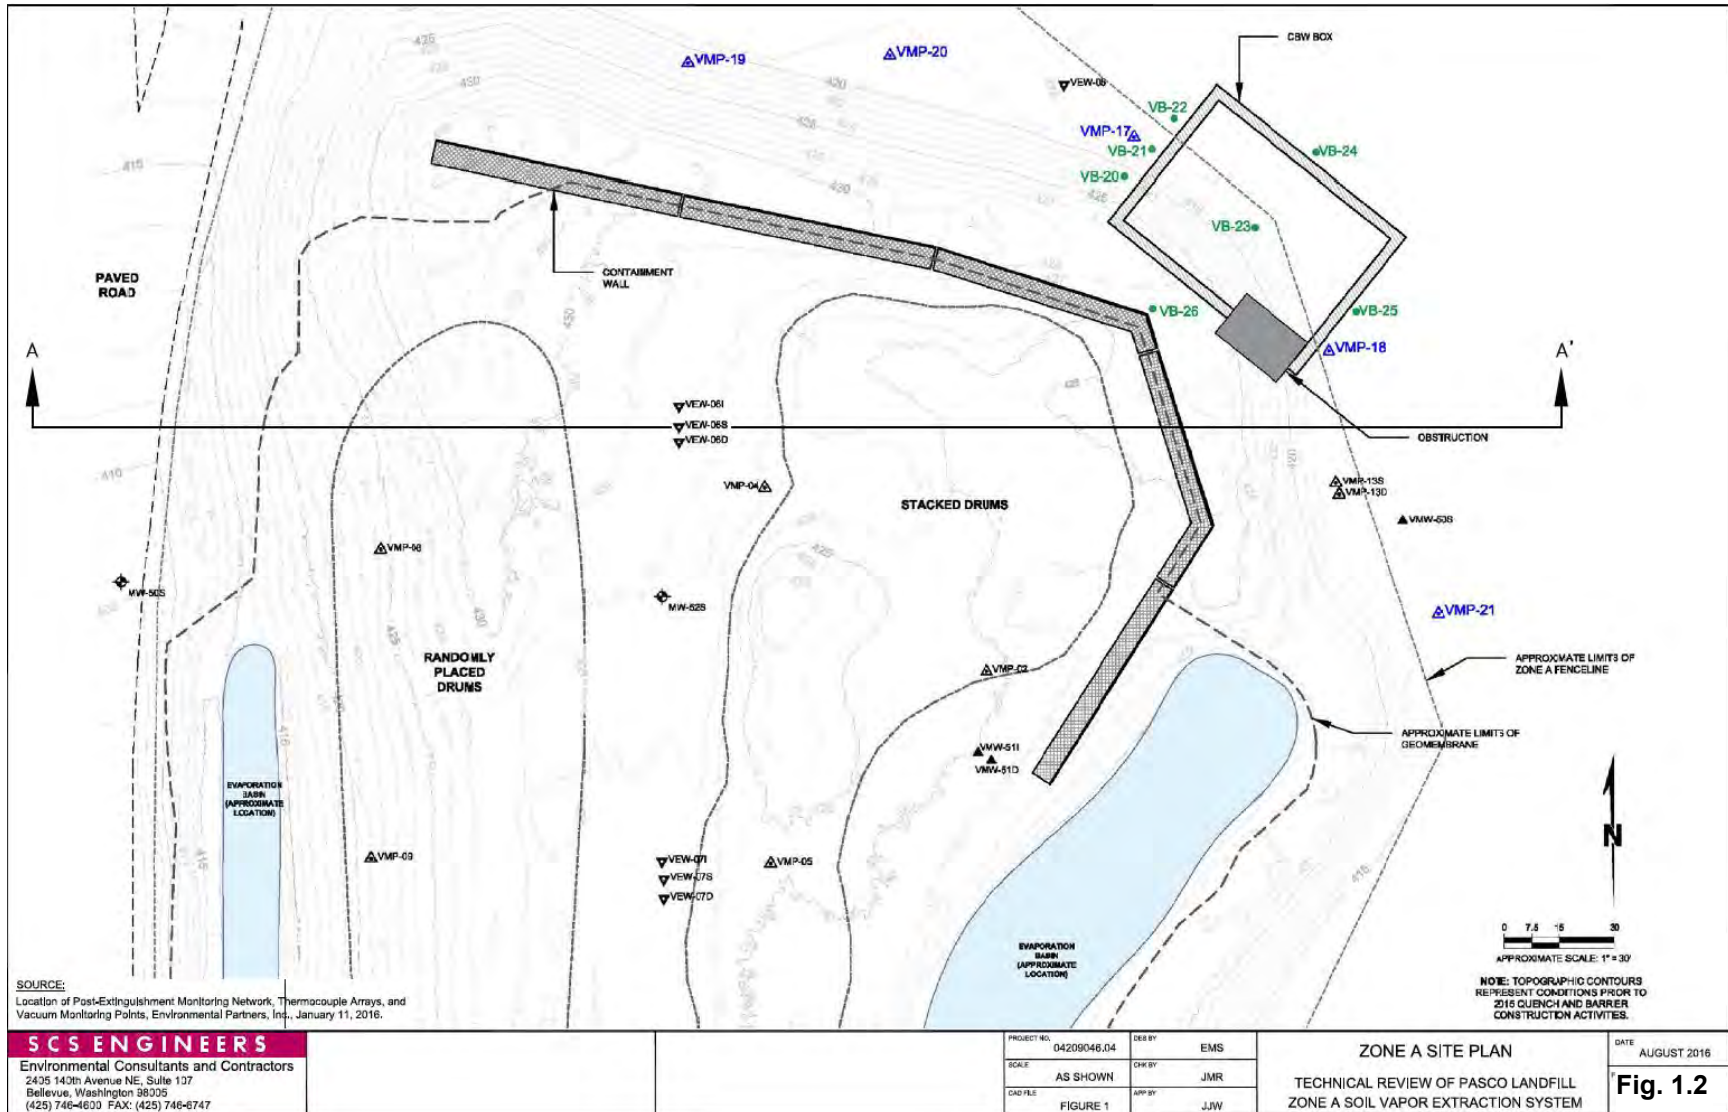 CBW BOX
VMP-19
VMP-20
VB-22
VMP-17
VB-21
VB-24
VB-20
VB-23
PAVED
ROAD
CONTAINMENT
WALL
VB-26
VB-25
VMP-18
A
A'
VEW-06I
VEW-06S
VEW-06D
OBSTRUCTION
VMP-04
STACKED DRUMS
VMP-13S
VMP-13D
VMW-50S
VMP-08
MW-50S
MW-52S
VMP-21
RANDOMLY
PLACED
DRUMS
APPROXIMATE LIMITS OF
ZONE A FENCELINE
VMP-02
APPROXIMATE LIMITS OF
GEOMEMBRANE
VMW-51I
VMW-51D
EVAPORATION
BASIN
(APPROXIMATE
LOCATION)
N
VMP-09
VEW-07I
VMP-05
VEW-07S
VEW-07D
0 7.5 15 30
APPROXIMATE SCALE: 1" = 30'
EVAPORATION
BASIN
(APPROXIMATE
LOCATION)
NOTE: TOPOGRAPHIC CONTOURS
REPRESENT CONDITIONS PRIOR TO
2015 QUENCH AND BARRIER
CONSTRUCTION ACTIVITIES.
SOURCE:
Location of Post-Extinguishment Monitoring Network, Thermocouple Arrays, and
Vacuum Monitoring Points, Environmental Partners, Inc., January 11, 2016.
SCS ENGINEERS
Environmental Consultants and Contractors
2405 140th Avenue NE, Suite 107
Bellevue, Washington 98005
(425) 746-4600 FAX: (425) 746-6747
PROJECT NO. 04209046.04
DES BY EMS
SCALE AS SHOWN
CHK BY JMR
CAD FILE FIGURE 1
APP BY JJW
ZONE A SITE PLAN
TECHNICAL REVIEW OF PASCO LANDFILL
ZONE A SOIL VAPOR EXTRACTION SYSTEM
DATE
AUGUST 2016
Fig. 1.2